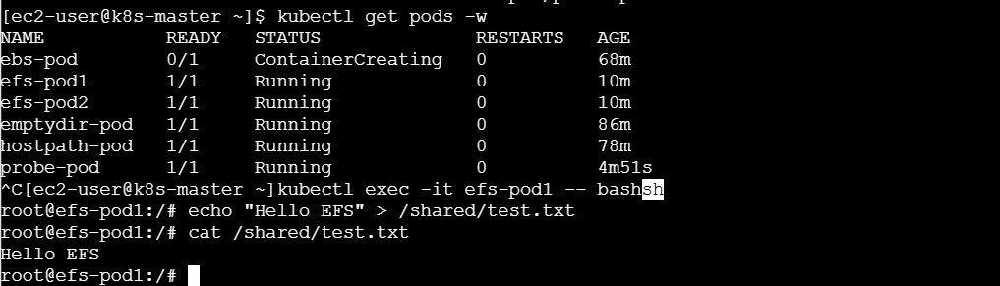 [ec2-user@k8s-master ~]$ kubectl get pods -w
NAME READY STATUS RESTARTS AGE
ebs-pod 0/1 ContainerCreating 0 68m
efs-pod1 1/1 Running 0 10m
efs-pod2 1/1 Running 0 10m
emptydir-pod 1/1 Running 0 86m
hostpath-pod 1/1 Running 0 78m
probe-pod 1/1 Running 0 4m51s
^C[ec2-user@k8s-master ~]kubectl exec -it efs-pod1 -- bashsh
root@efs-pod1:/# echo "Hello EFS" > /shared/test.txt
root@efs-pod1:/# cat /shared/test.txt
Hello EFS
root@efs-pod1:/#